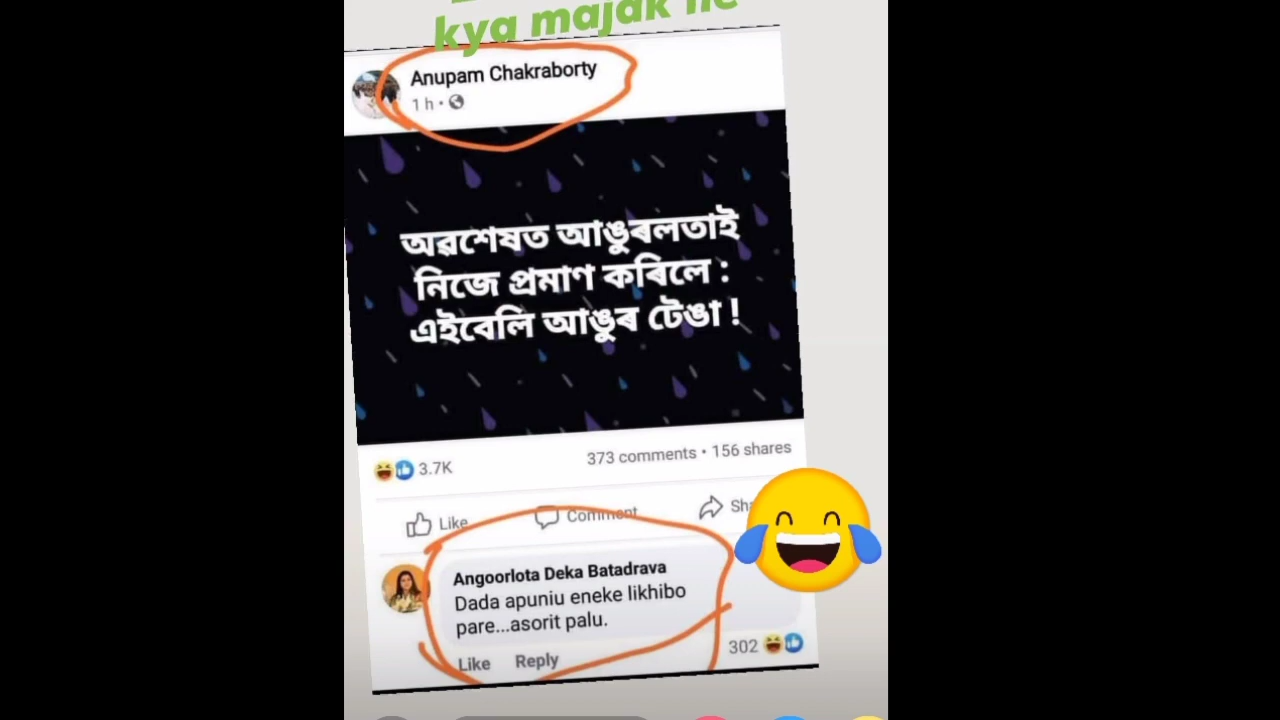 kya majak he
Anupam Chakraborty
1 h
অৱশেষত আঙুৰলতাই
নিজে প্ৰমাণ কৰিলে :
এইবেলি আঙুৰ টেঙা !
3.7K 373 comments • 156 shares
Like Comment
Angoorlota Deka Batadrava
Dada apuniu eneke likhibo
pare...asorit palu.
Like Reply 302